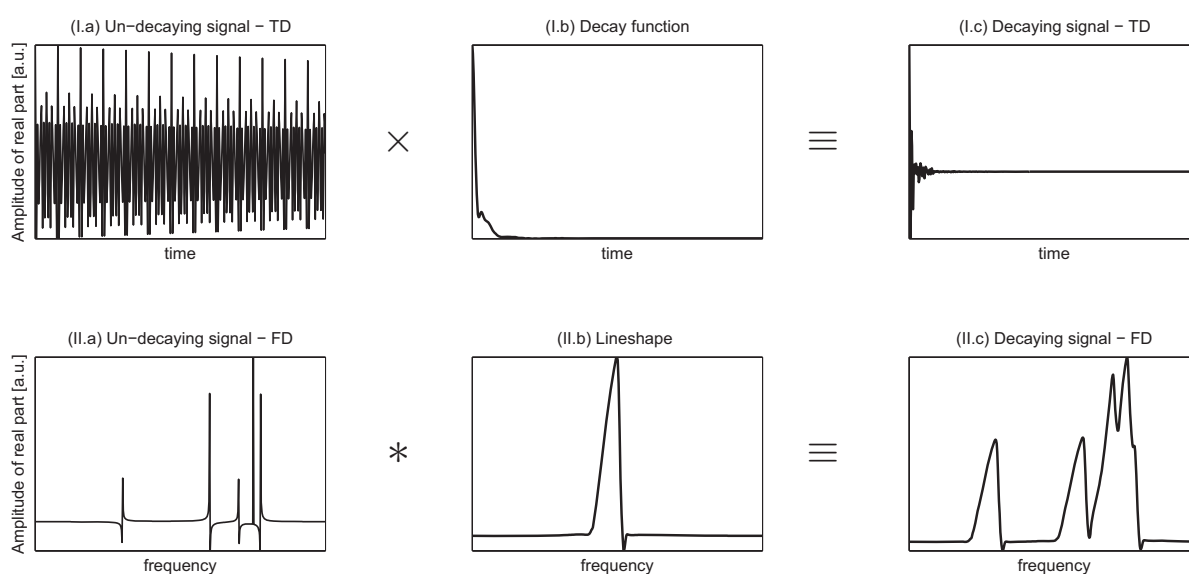 (I.a) Un−decaying signal − TD
(I.b) Decay function
(I.c) Decaying signal − TD
Amplitude of real part [a.u.]
×
≡
time
time
time
(II.a) Un−decaying signal − FD
(II.b) Lineshape
(II.c) Decaying signal − FD
Amplitude of real part [a.u.]
*
≡
frequency
frequency
frequency